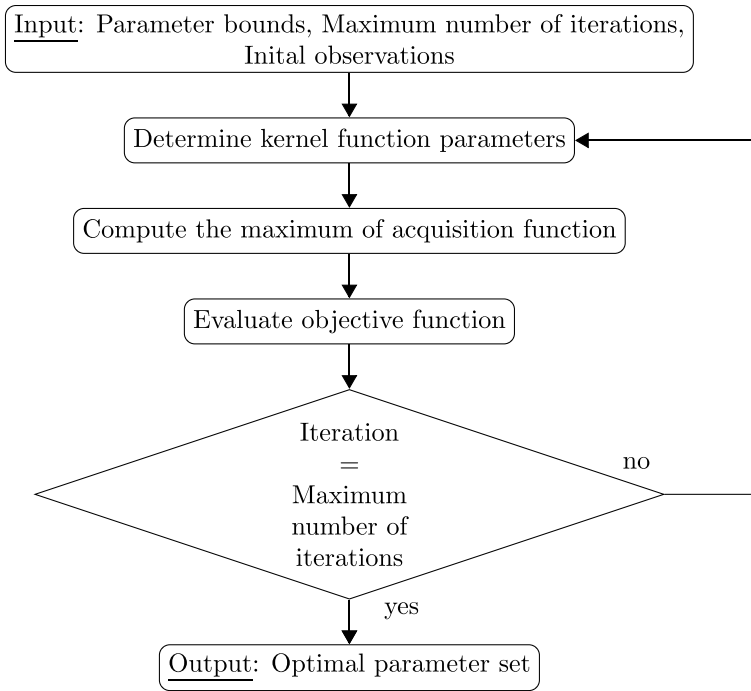 Input: Parameter bounds, Maximum number of iterations,
Inital observations
Determine kernel function parameters
Compute the maximum of acquisition function
Evaluate objective function
Iteration
=
Maximum
number of
iterations
no
yes
Output: Optimal parameter set